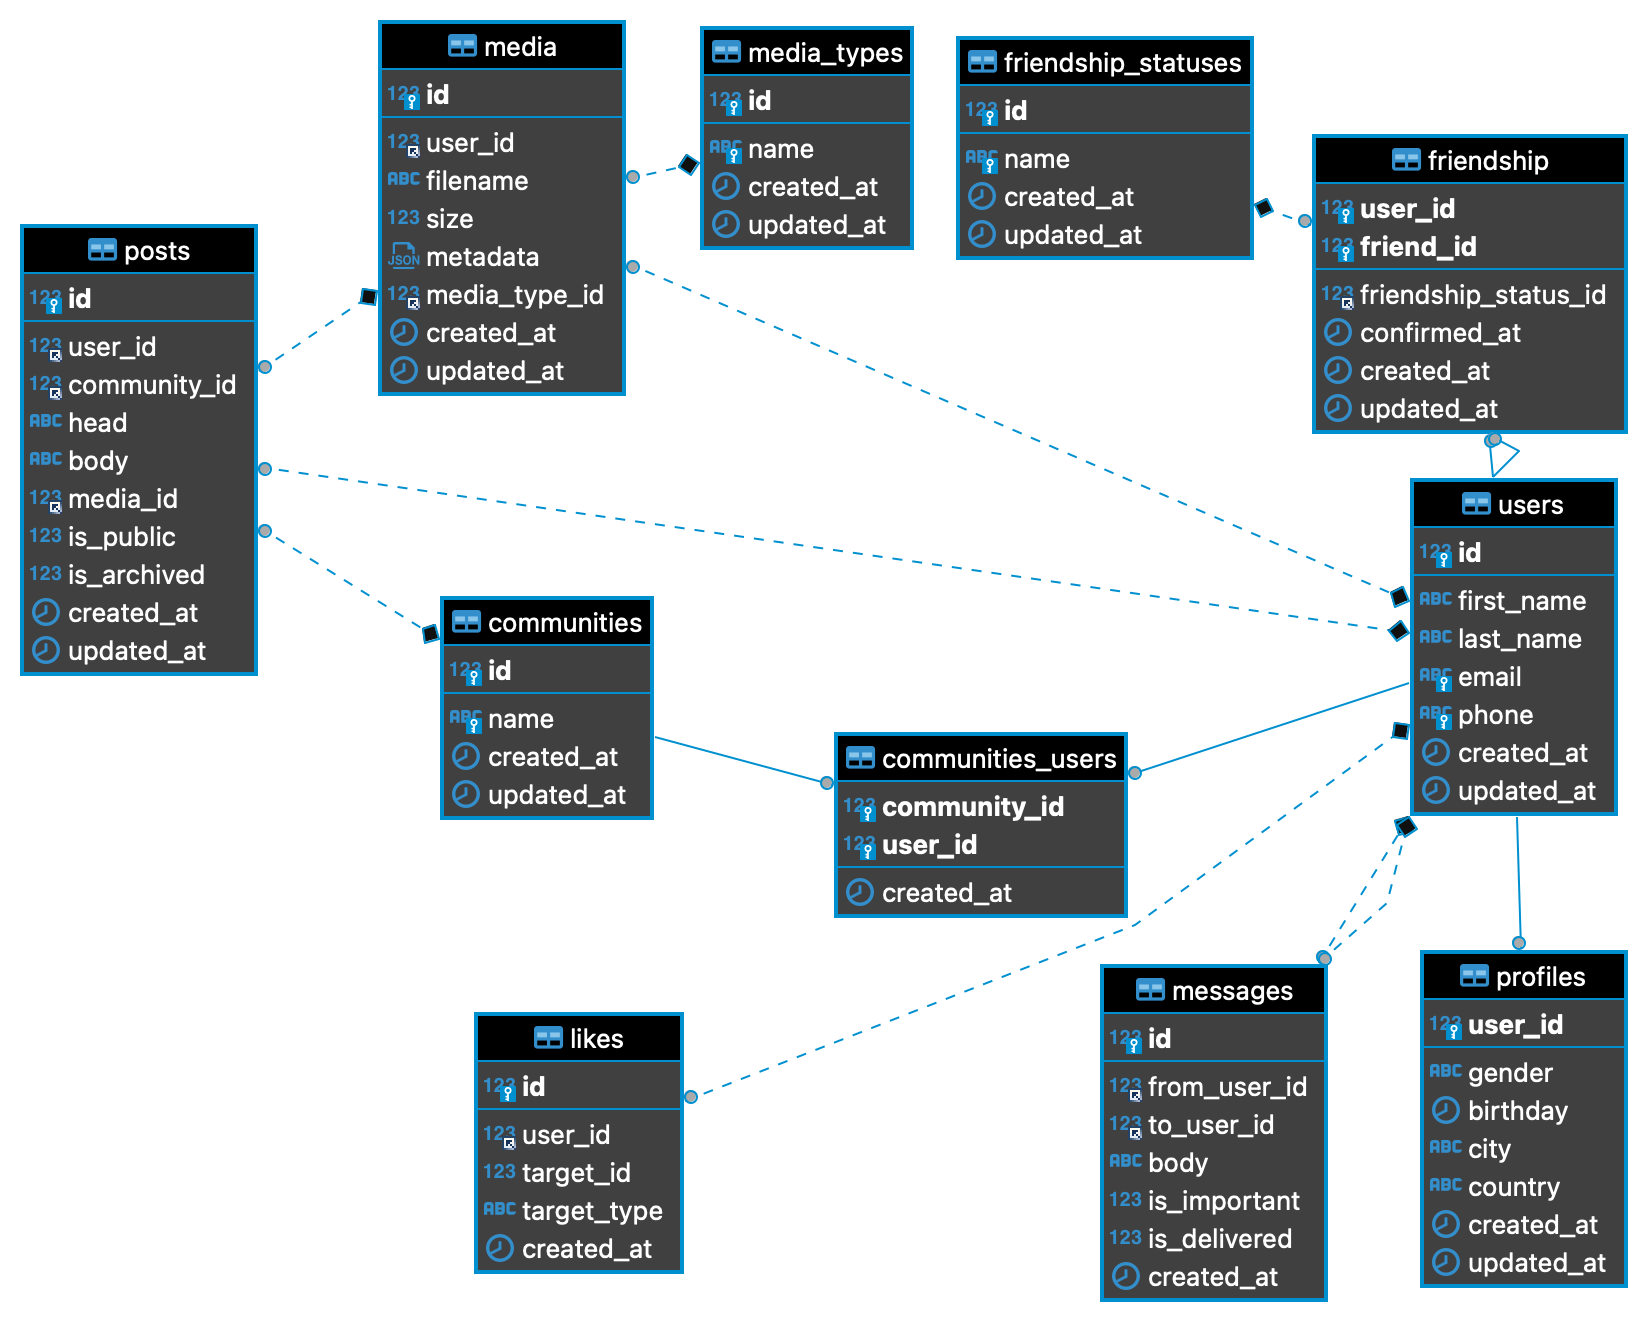 media
123 id
123 user_id
ABC filename
123 size
JSON metadata
123 media_type_id
created_at
updated_at
media_types
123 id
ABC name
created_at
updated_at
friendship_statuses
123 id
ABC name
created_at
updated_at
friendship
123 user_id
123 friend_id
123 friendship_status_id
confirmed_at
created_at
updated_at
posts
123 id
123 user_id
123 community_id
ABC head
ABC body
123 media_id
123 is_public
123 is_archived
created_at
updated_at
users
123 id
ABC first_name
ABC last_name
ABC email
ABC phone
created_at
updated_at
communities
123 id
ABC name
created_at
updated_at
communities_users
123 community_id
123 user_id
created_at
likes
123 id
123 user_id
123 target_id
ABC target_type
created_at
messages
123 id
123 from_user_id
123 to_user_id
ABC body
123 is_important
123 is_delivered
created_at
profiles
123 user_id
ABC gender
birthday
ABC city
ABC country
created_at
updated_at